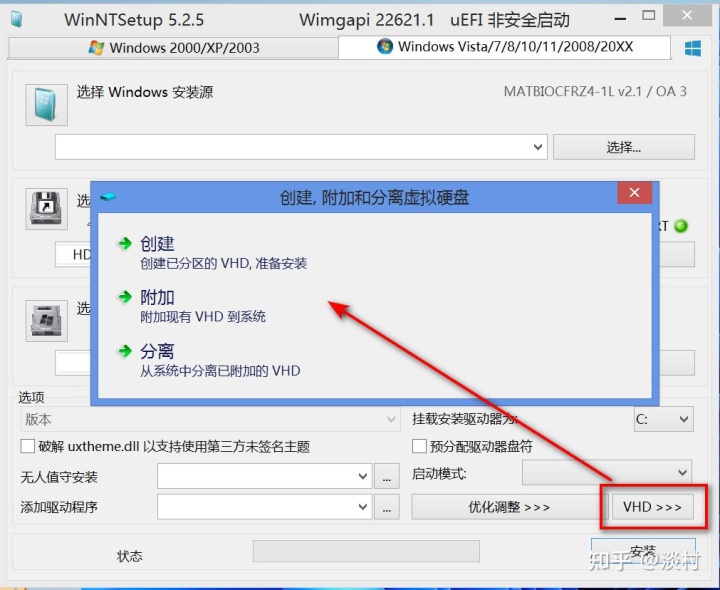 WinNTSetup 5.2.5 Wimgapi 22621.1 uEFI 非安全启动
Windows 2000/XP/2003 Windows Vista/7/8/10/11/2008/20XX
选择 Windows 安装源 MATBIOCFRZ4-1L v2.1 / OA 3
选择...
创建, 附加和分离虚拟硬盘
选
RT
HD
创建
创建已分区的 VHD, 准备安装
附加
附加现有 VHD 到系统
选
分离
从系统中分离已附加的 VHD
选项
版本 挂载安装驱动器为: C:
破解 uxtheme.dll 以支持使用第三方未签名主题 预分配驱动器盘符
无人值守安装 ... 启动模式:
添加驱动程序 ... 优化调整 >>> VHD >>>
状态 安装
知乎 @淡村